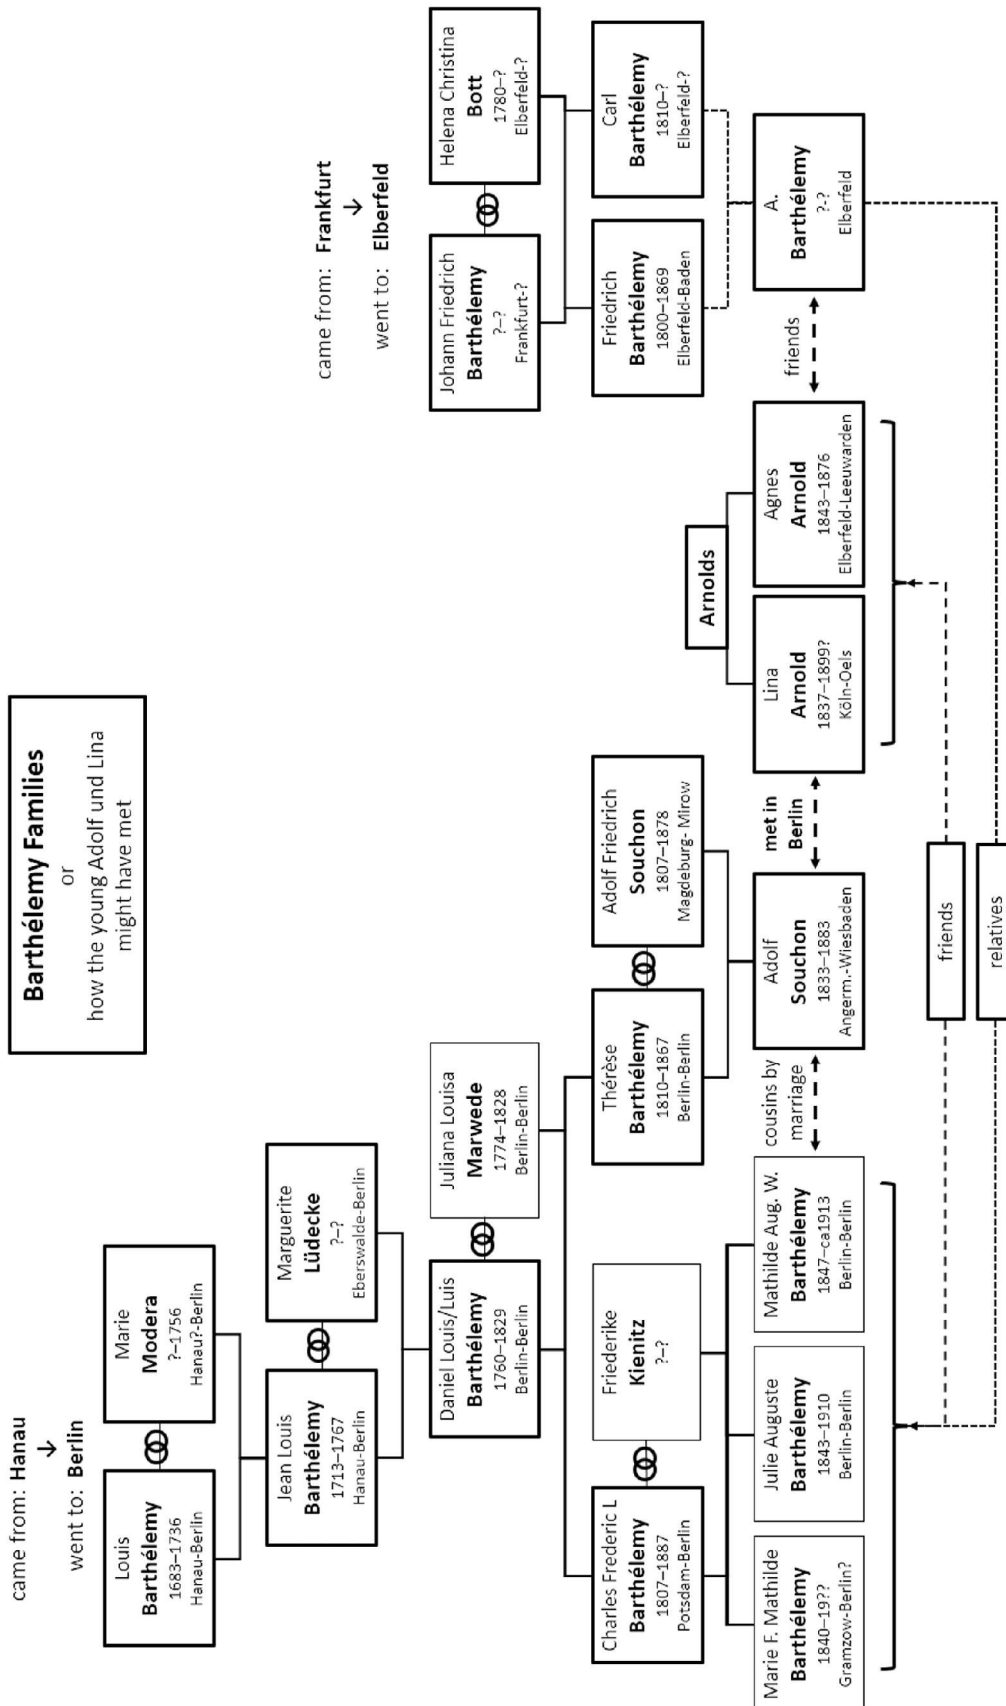 Barthélemy Families
or
how the young Adolf und Lina
might have met
came from: Hanau
↓
went to: Berlin
Louis
Barthélemy
1683–1736
Hanau-Berlin
Marie
Modera
?–1756
Hanau?-Berlin
Jean Louis
Barthélemy
1713–1767
Hanau-Berlin
Marguerite
Lüdecke
?–?
Eberswalde-Berlin
Daniel Louis/Luis
Barthélemy
1760–1829
Berlin-Berlin
Juliana Louisa
Marwede
1774–1828
Berlin-Berlin
came from: Frankfurt
↓
went to: Elberfeld
Johann Friedrich
Barthélemy
?–?
Frankfurt-?
Helena Christina
Bott
1780–?
Elberfeld-?
Charles Frederic L
Barthélemy
1807–1887
Potsdam-Berlin
Friederike
Kienitz
?–?
Thérèse
Barthélemy
1810–1867
Berlin-Berlin
Adolf Friedrich
Souchon
1807–1878
Magdeburg- Mirow
Friedrich
Barthélemy
1800–1869
Elberfeld-Baden
Carl
Barthélemy
1810–?
Elberfeld-?
Arnolds
Marie F. Mathilde
Barthélemy
1840-19??
Gramzow-Berlin?
Julie Auguste
Barthélemy
1843-1910
Berlin-Berlin
Mathilde Aug. W.
Barthélemy
1847–ca1913
Berlin-Berlin
cousins by
marriage
Adolf
Souchon
1833–1883
Angerm.-Wiesbaden
met in
Berlin
Lina
Arnold
1837–1899?
Köln-Oels
Agnes
Arnold
1843–1876
Elberfeld-Leeuwarden
friends
A.
Barthélemy
?-?
Elberfeld
friends
relatives